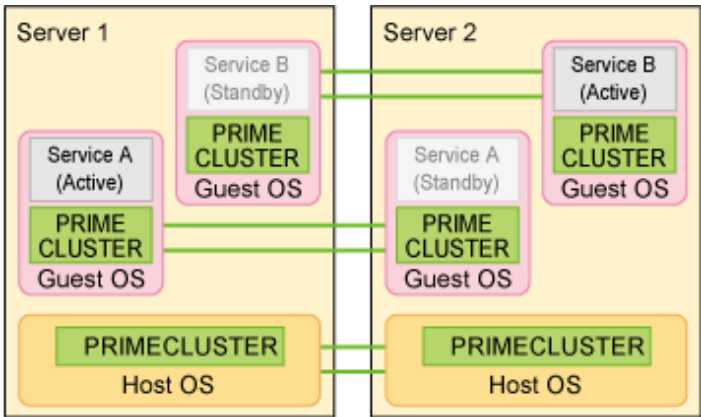 Server 1
Service B
(Standby)
PRIME
CLUSTER
Guest OS
Service A
(Active)
PRIME
CLUSTER
Guest OS
PRIMECLUSTER
Host OS
Server 2
Service B
(Active)
PRIME
CLUSTER
Guest OS
Service A
(Standby)
PRIME
CLUSTER
Guest OS
PRIMECLUSTER
Host OS